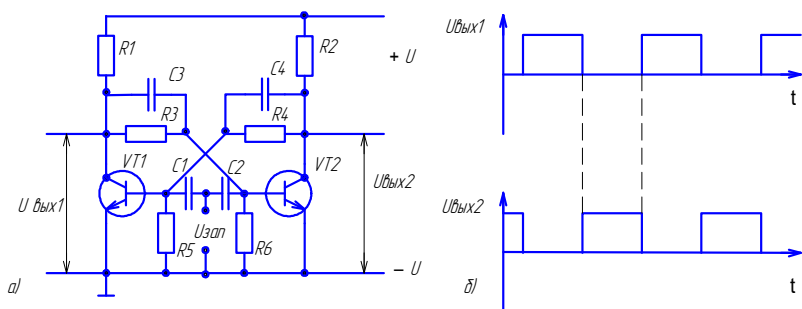 R1
R2
+ U
C3
C4
R3
R4
VT1
C1
C2
VT2
U вых1
Uвых2
Uзап
R5
R6
− U
а)
Uвых1
t
Uвых2
t
б)